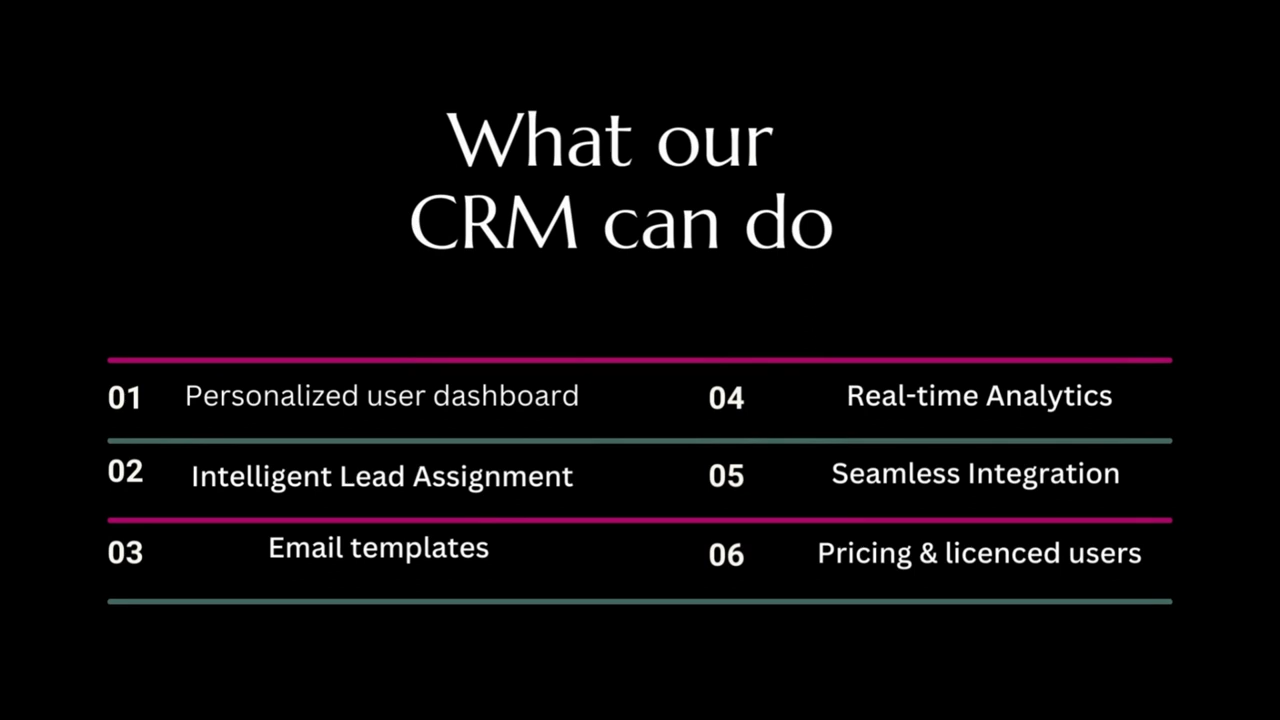 What our
CRM can do
01 Personalized user dashboard
02 Intelligent Lead Assignment
03 Email templates
04 Real-time Analytics
05 Seamless Integration
06 Pricing & licenced users